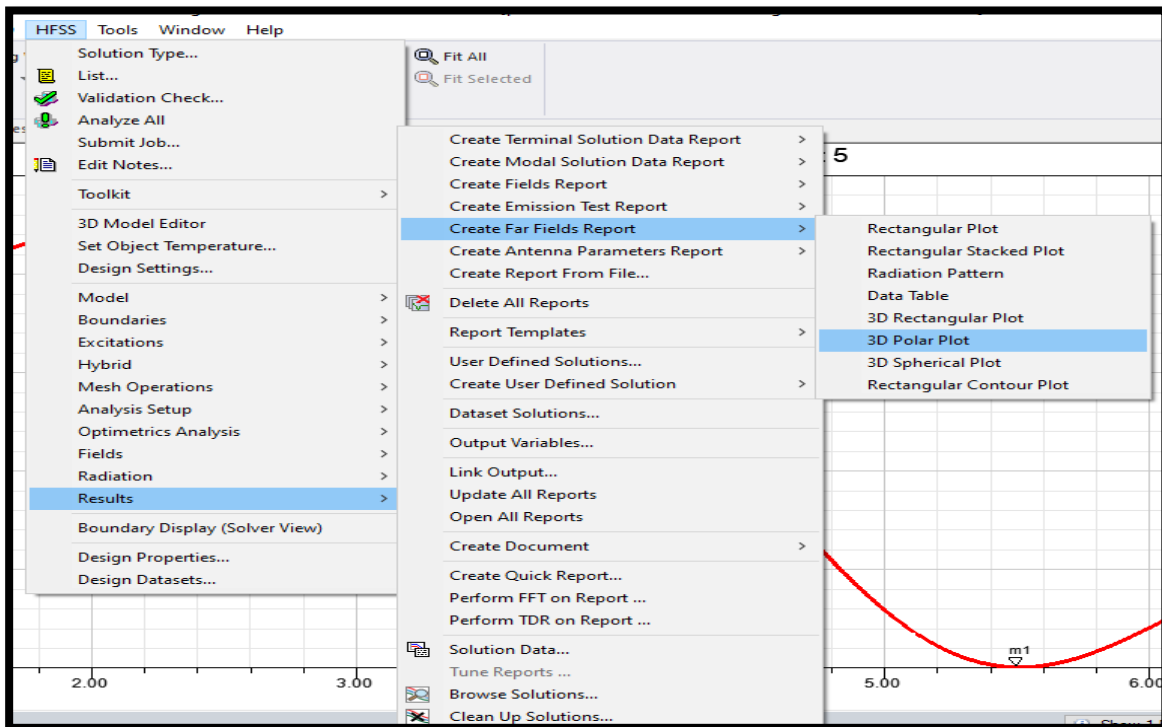 HFSS Tools Window Help
Solution Type...
List...
Validation Check...
Analyze All
Submit Job...
Edit Notes...
Toolkit >
3D Model Editor
Set Object Temperature...
Design Settings...
Model >
Boundaries >
Excitations >
Hybrid >
Mesh Operations >
Analysis Setup >
Optimetrics Analysis >
Fields >
Radiation >
Results >
Boundary Display (Solver View)
Design Properties...
Design Datasets...
Fit All
Fit Selected
Create Terminal Solution Data Report >
Create Modal Solution Data Report >
Create Fields Report >
Create Emission Test Report >
Create Far Fields Report >
Create Antenna Parameters Report >
Create Report From File...
Delete All Reports
Report Templates >
User Defined Solutions...
Create User Defined Solution >
Dataset Solutions...
Output Variables...
Link Output...
Update All Reports
Open All Reports
Create Document >
Create Quick Report...
Perform FFT on Report ...
Perform TDR on Report ...
Solution Data...
Tune Reports ...
Browse Solutions...
Clean Up Solutions...
5
Rectangular Plot
Rectangular Stacked Plot
Radiation Pattern
Data Table
3D Rectangular Plot
3D Polar Plot
3D Spherical Plot
Rectangular Contour Plot
m1
2.00 3.00 5.00 6.00